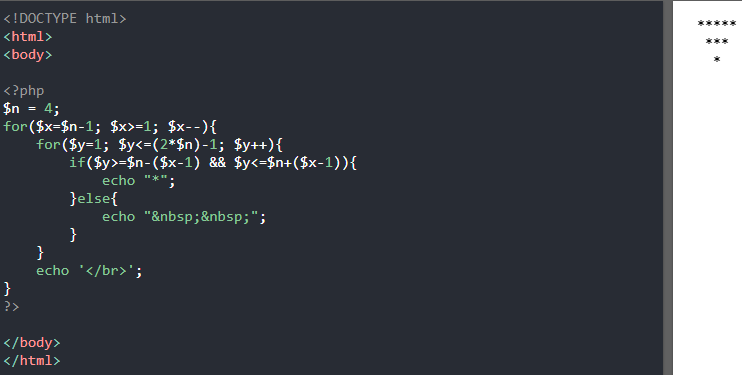 <!DOCTYPE html>
<html>
<body>

<?php
$n = 4;
for($x=$n-1; $x>=1; $x--){
    for($y=1; $y<=(2*$n)-1; $y++){
        if($y>=$n-($x-1) && $y<=$n+($x-1)){
            echo "*";
        }else{
            echo "&nbsp;&nbsp;";
        }
    }
    echo '</br>';
}
?>

</body>
</html>
*****
***
*